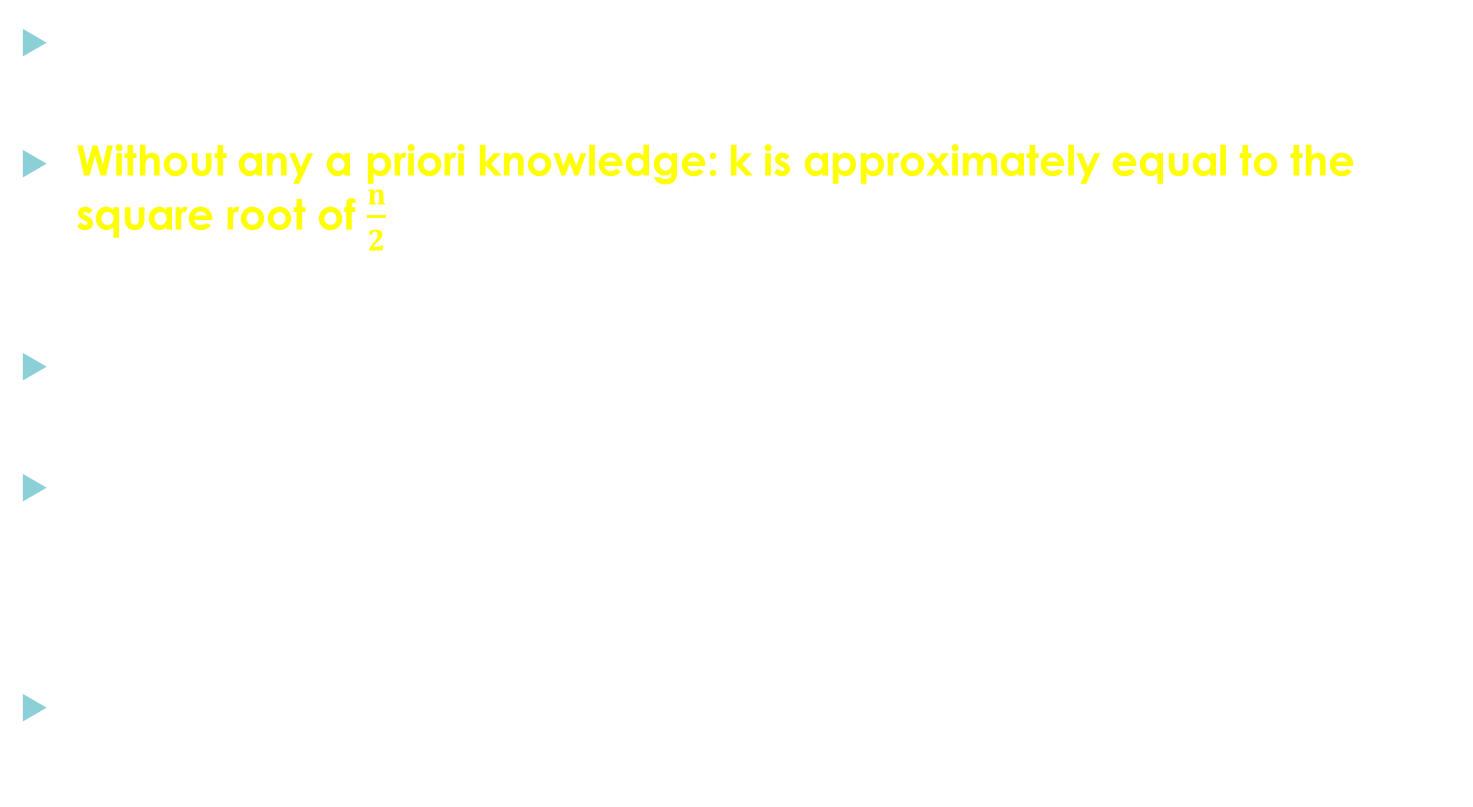 Without any a priori knowledge: k is approximately equal to the
square root of n/2